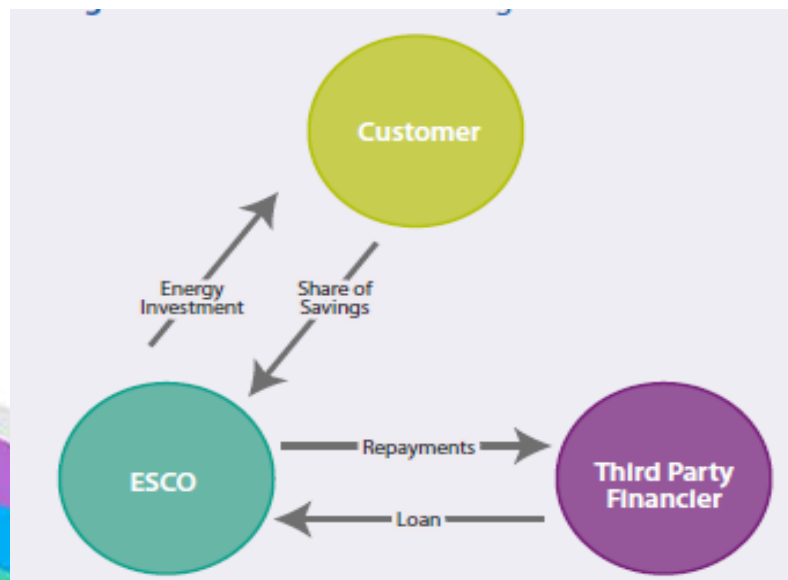 Customer
Energy
Investment
Share of
Savings
ESCO
Repayments
Loan
Third Party
Financier